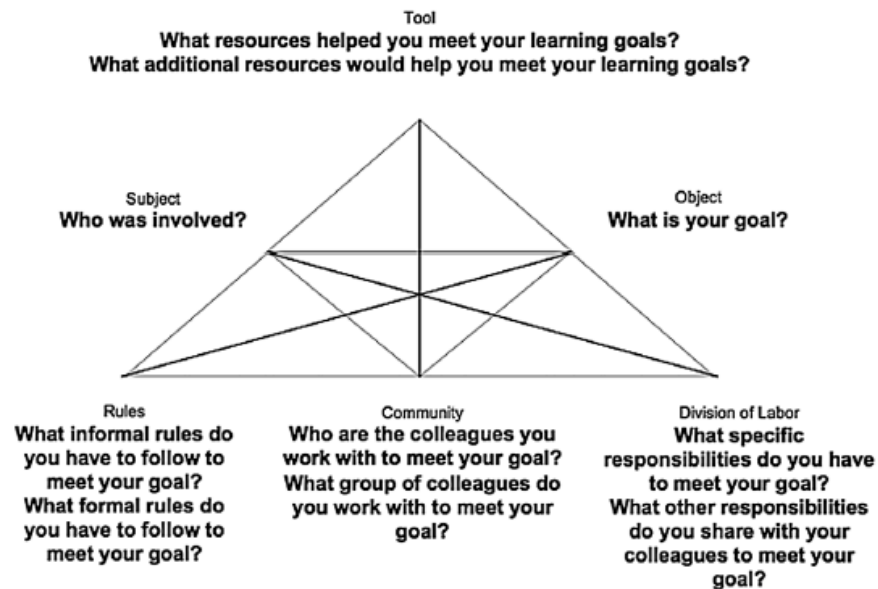 Tool
What resources helped you meet your learning goals?
What additional resources would help you meet your learning goals?
Subject
Who was involved?
Object
What is your goal?
Rules
What informal rules do
you have to follow to
meet your goal?
What formal rules do
you have to follow to
meet your goal?
Community
Who are the colleagues you
work with to meet your goal?
What group of colleagues do
you work with to meet your
goal?
Division of Labor
What specific
responsibilities do you have
to meet your goal?
What other responsibilities
do you share with your
colleagues to meet your
goal?